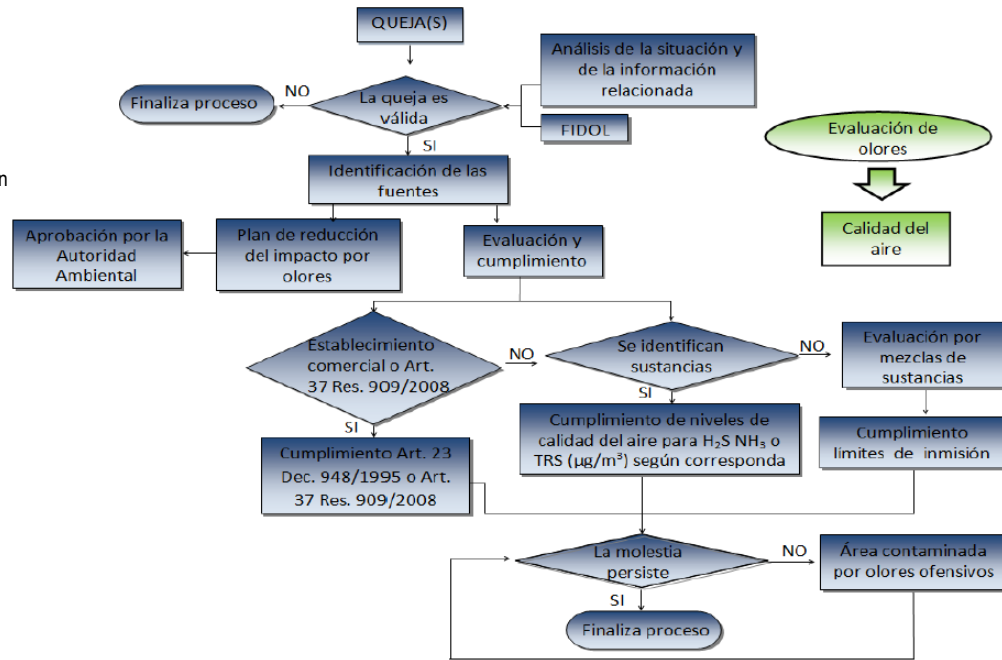 QUEJA(S)
Análisis de la situación y
de la información
relacionada
FIDOL
La queja es
válida
NO
Finaliza proceso
SI
Evaluación de
olores
Calidad del
aire
n
Identificación de las
fuentes
Aprobación por la
Autoridad
Ambiental
Plan de reducción
del impacto por
olores
Evaluación y
cumplimiento
Establecimiento
comercial o Art.
37 Res. 909/2008
NO
Se identifican
sustancias
NO
Evaluación por
mezclas de
sustancias
SI
SI
Cumplimiento Art. 23
Dec. 948/1995 o Art.
37 Res. 909/2008
Cumplimiento de niveles de
calidad del aire para H₂S NH₃ o
TRS (µg/m³) según corresponda
Cumplimiento
límites de inmisión
La molestia
persiste
NO
Área contaminada
por olores ofensivos
SI
Finaliza proceso